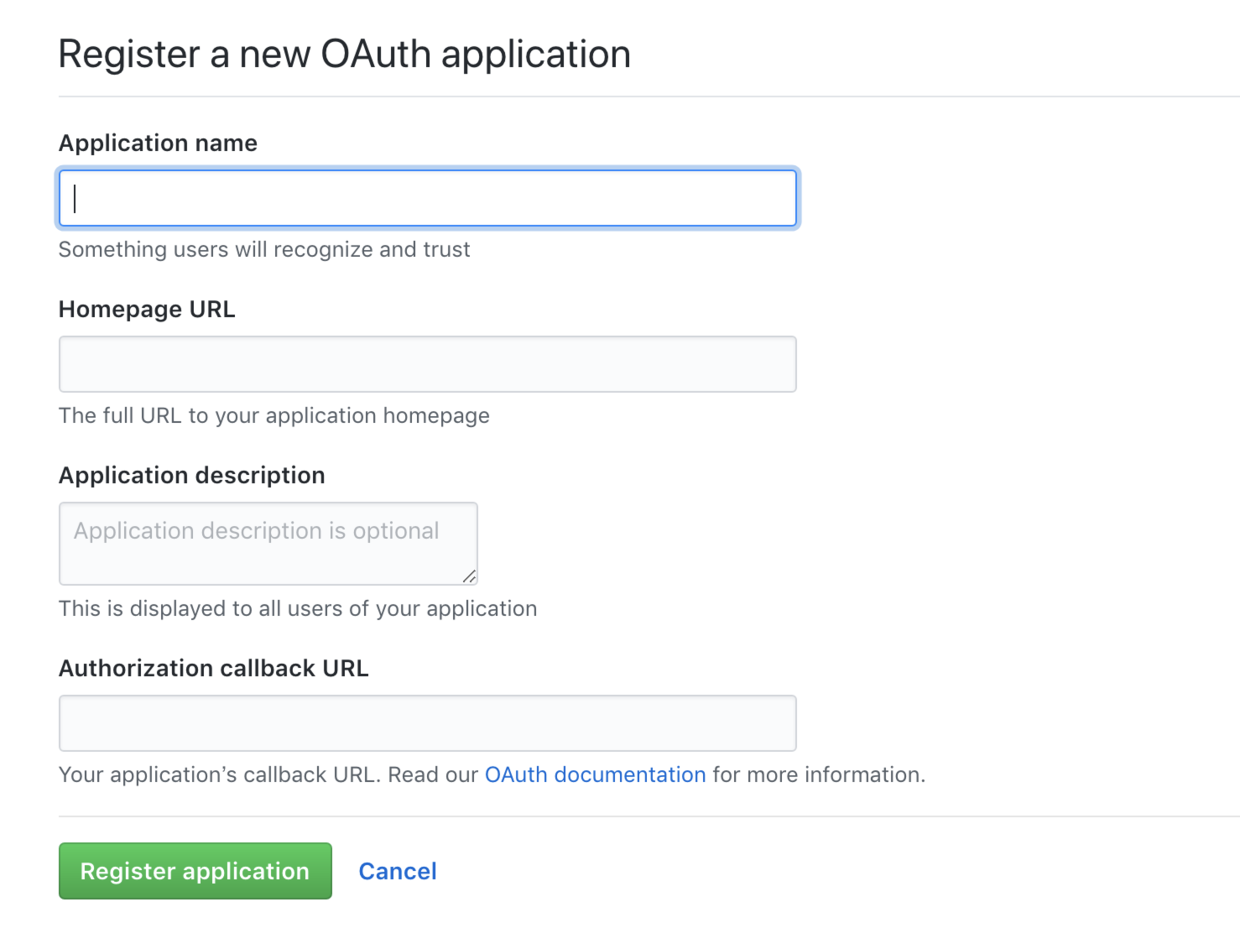 Register a new OAuth application
Application name
Something users will recognize and trust
Homepage URL
The full URL to your application homepage
Application description
Application description is optional
This is displayed to all users of your application
Authorization callback URL
Your application’s callback URL. Read our OAuth documentation for more information.
Register application Cancel